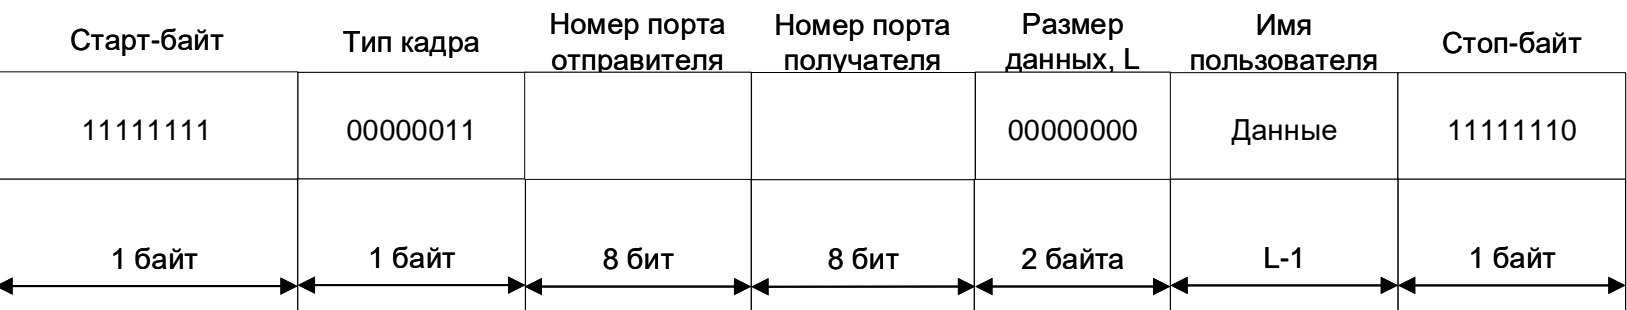 Старт-байт
Тип кадра
Номер порта
отправителя
Номер порта
получателя
Размер
данных, L
Имя
пользователя
Стоп-байт
11111111
00000011
00000000
Данные
11111110
1 байт
1 байт
8 бит
8 бит
2 байта
L-1
1 байт